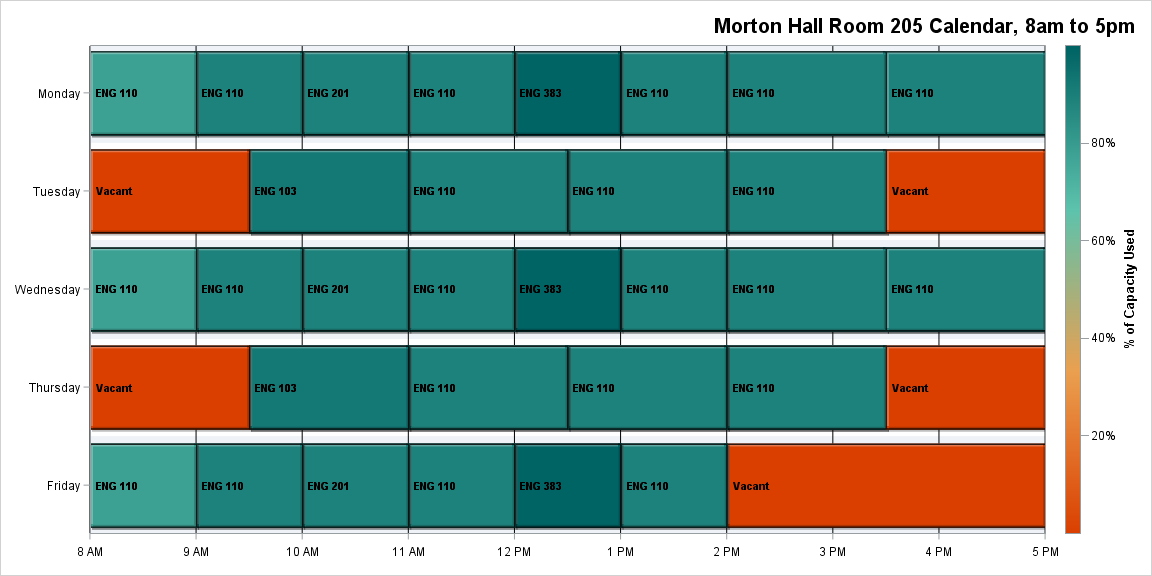 Morton Hall Room 205 Calendar, 8am to 5pm
Monday
ENG 110
ENG 110
ENG 201
ENG 110
ENG 383
ENG 110
ENG 110
ENG 110
Tuesday
Vacant
ENG 103
ENG 110
ENG 110
ENG 110
Vacant
Wednesday
ENG 110
ENG 110
ENG 201
ENG 110
ENG 383
ENG 110
ENG 110
ENG 110
Thursday
Vacant
ENG 103
ENG 110
ENG 110
ENG 110
Vacant
Friday
ENG 110
ENG 110
ENG 201
ENG 110
ENG 383
ENG 110
Vacant
8 AM
9 AM
10 AM
11 AM
12 PM
1 PM
2 PM
3 PM
4 PM
5 PM
80%
60%
40%
20%
% of Capacity Used